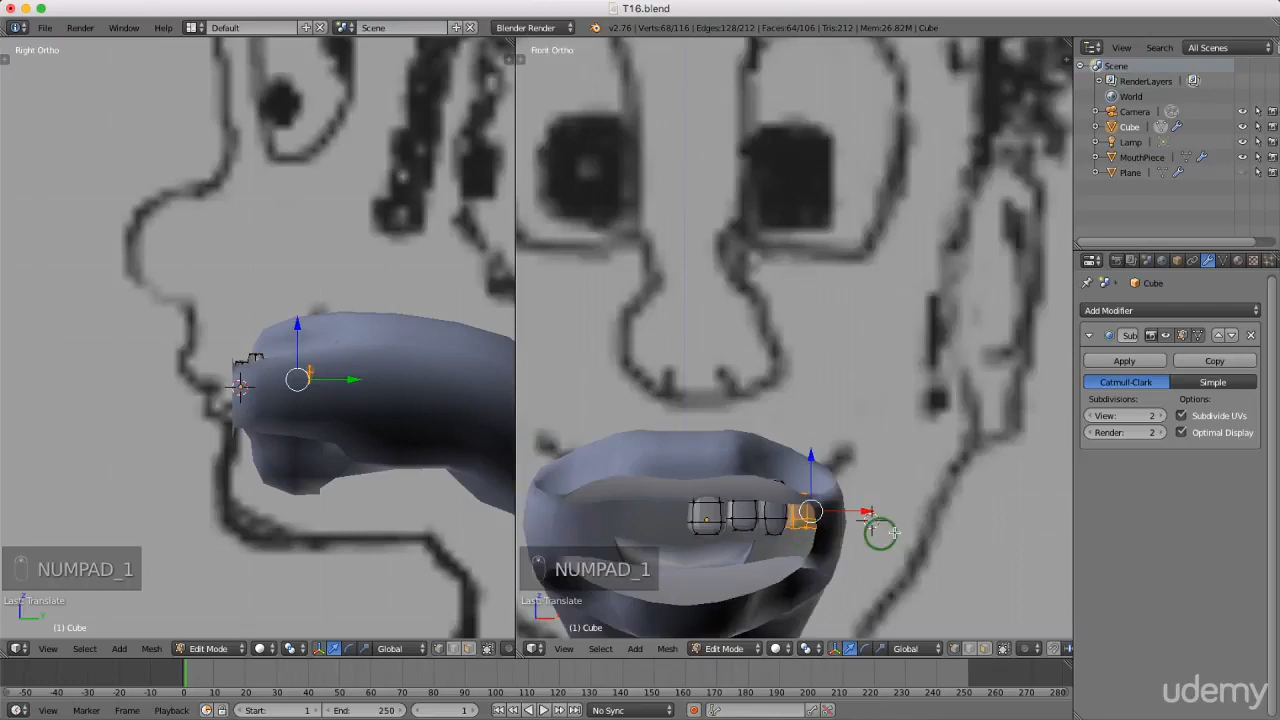 T16.blend
File
Render
Window
Help
Default
Scene
Blender Render
v2.76 | Verts:68/116 | Edges:128/212 | Faces:64/106 | Tris:212 | Mem:26.82M | Cube
Right Ortho
Front Ortho
View
Search
All Scenes
Scene
RenderLayers
World
Camera
Cube
Lamp
MouthPiece
Plane
Cube
Add Modifier
Sub
Apply
Copy
Catmull-Clark
Simple
Subdivisions:
Options:
View: 2
Subdivide UVs
Render: 2
Optimal Display
NUMPAD_1
NUMPAD_1
Last: Translate
Last: Translate
(1) Cube
(1) Cube
View
Select
Add
Mesh
Edit Mode
Global
View
Select
Add
Mesh
Edit Mode
Global
-50 -40 -30 -20 -10 0 10 20 30 40 50 60 70 80 90 100 110 120 130 140 150 160 170 180 190 200 210 220 230 240 250 260 270 280
View
Marker
Frame
Playback
Start: 1
End: 250
1
No Sync
udemy